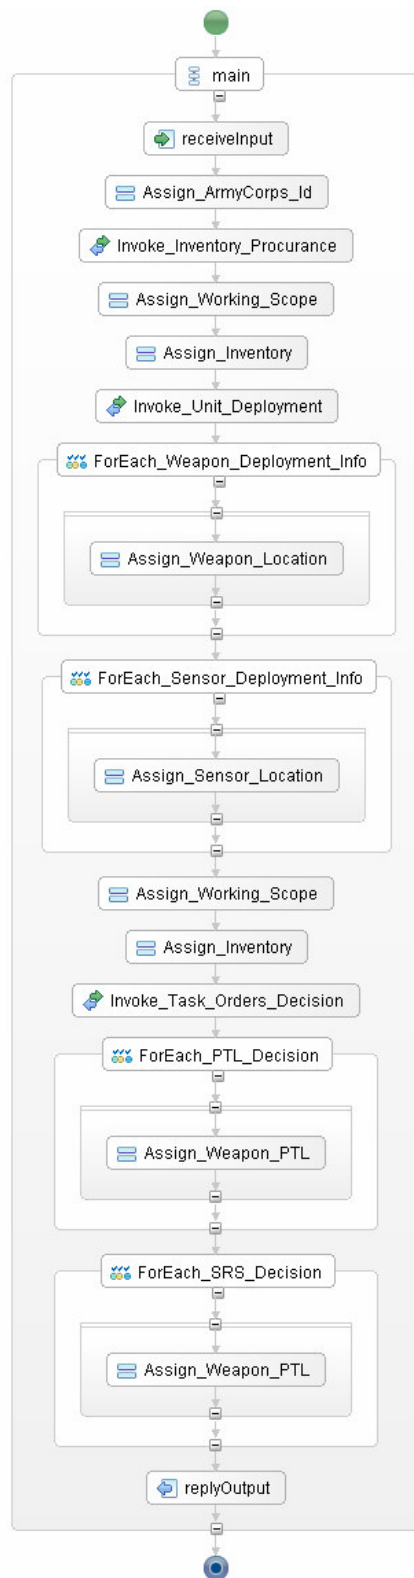 main
receiveInput
Assign_ArmyCorps_Id
Invoke_Inventory_Procurance
Assign_Working_Scope
Assign_Inventory
Invoke_Unit_Deployment
ForEach_Weapon_Deployment_Info
Assign_Weapon_Location
ForEach_Sensor_Deployment_Info
Assign_Sensor_Location
Assign_Working_Scope
Assign_Inventory
Invoke_Task_Orders_Decision
ForEach_PTL_Decision
Assign_Weapon_PTL
ForEach_SRS_Decision
Assign_Weapon_PTL
replyOutput